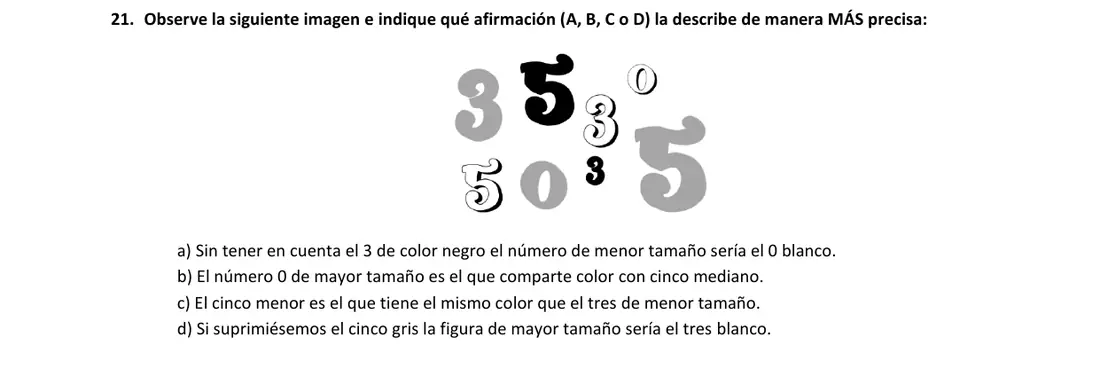 21. Observe la siguiente imagen e indique qué afirmación (A, B, C o D) la describe de manera MÁS precisa:
3 5 3 0
5 0 3 5
a) Sin tener en cuenta el 3 de color negro el número de menor tamaño sería el 0 blanco.
b) El número 0 de mayor tamaño es el que comparte color con cinco mediano.
c) El cinco menor es el que tiene el mismo color que el tres de menor tamaño.
d) Si suprimiésemos el cinco gris la figura de mayor tamaño sería el tres blanco.